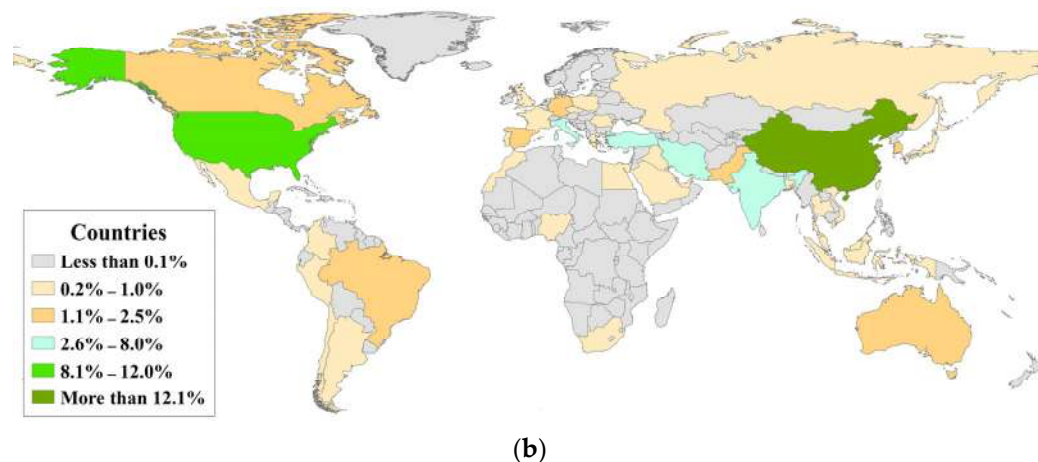 Countries
Less than 0.1%
0.2% – 1.0%
1.1% – 2.5%
2.6% – 8.0%
8.1% – 12.0%
More than 12.1%
(b)